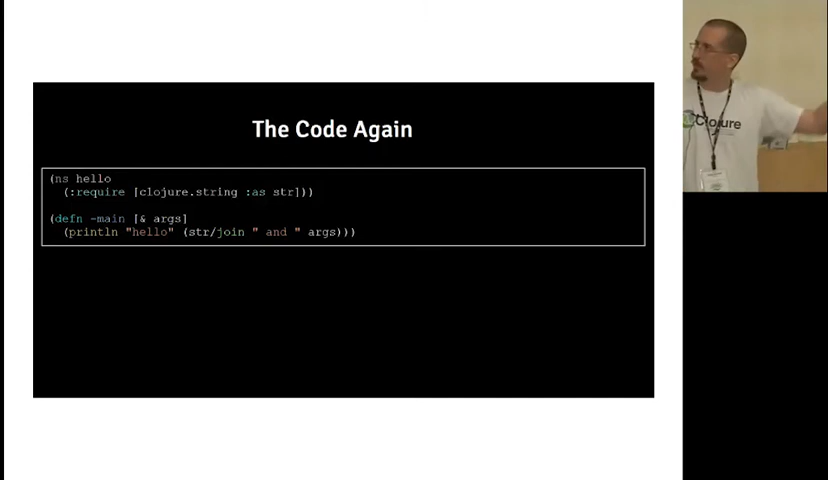 The Code Again
(ns hello
  (:require [clojure.string :as str]))
(defn -main [& args]
  (println "hello" (str/join " and " args)))
Clojure